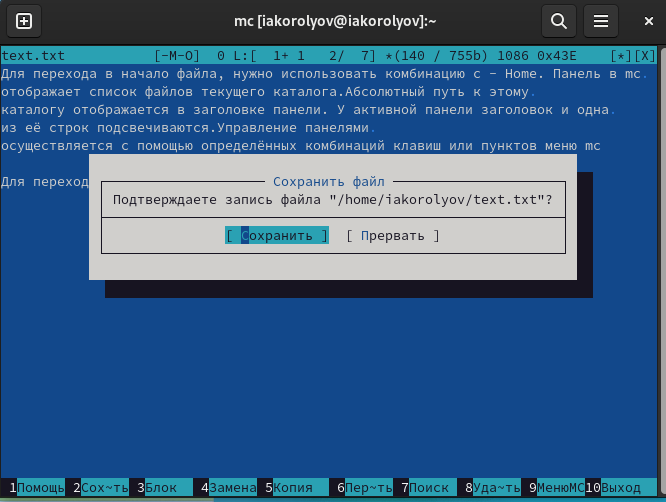 mc [iakorolyov@iakorolyov]:~
text.txt [-M-O] 0 L:[ 1+ 1 2/ 7] *(140 / 755b) 1086 0x43E [*][X]
Для перехода в начало файла, нужно использовать комбинацию c - Home. Панель в mc.
отображает список файлов текущего каталога.Абсолютный путь к этому.
каталогу отображается в заголовке панели. У активной панели заголовок и одна.
из её строк подсвечиваются.Управление панелями.
осуществляется с помощью определённых комбинаций клавиш или пунктов меню mc
Для переход
Сохранить файл
Подтверждаете запись файла "/home/iakorolyov/text.txt"?
[ Сохранить ] [ Прервать ]
1Помощь 2Сох~ть 3Блок 4Замена 5Копия 6Пер~ть 7Поиск 8Уда~ть 9МенюMC 10Выход